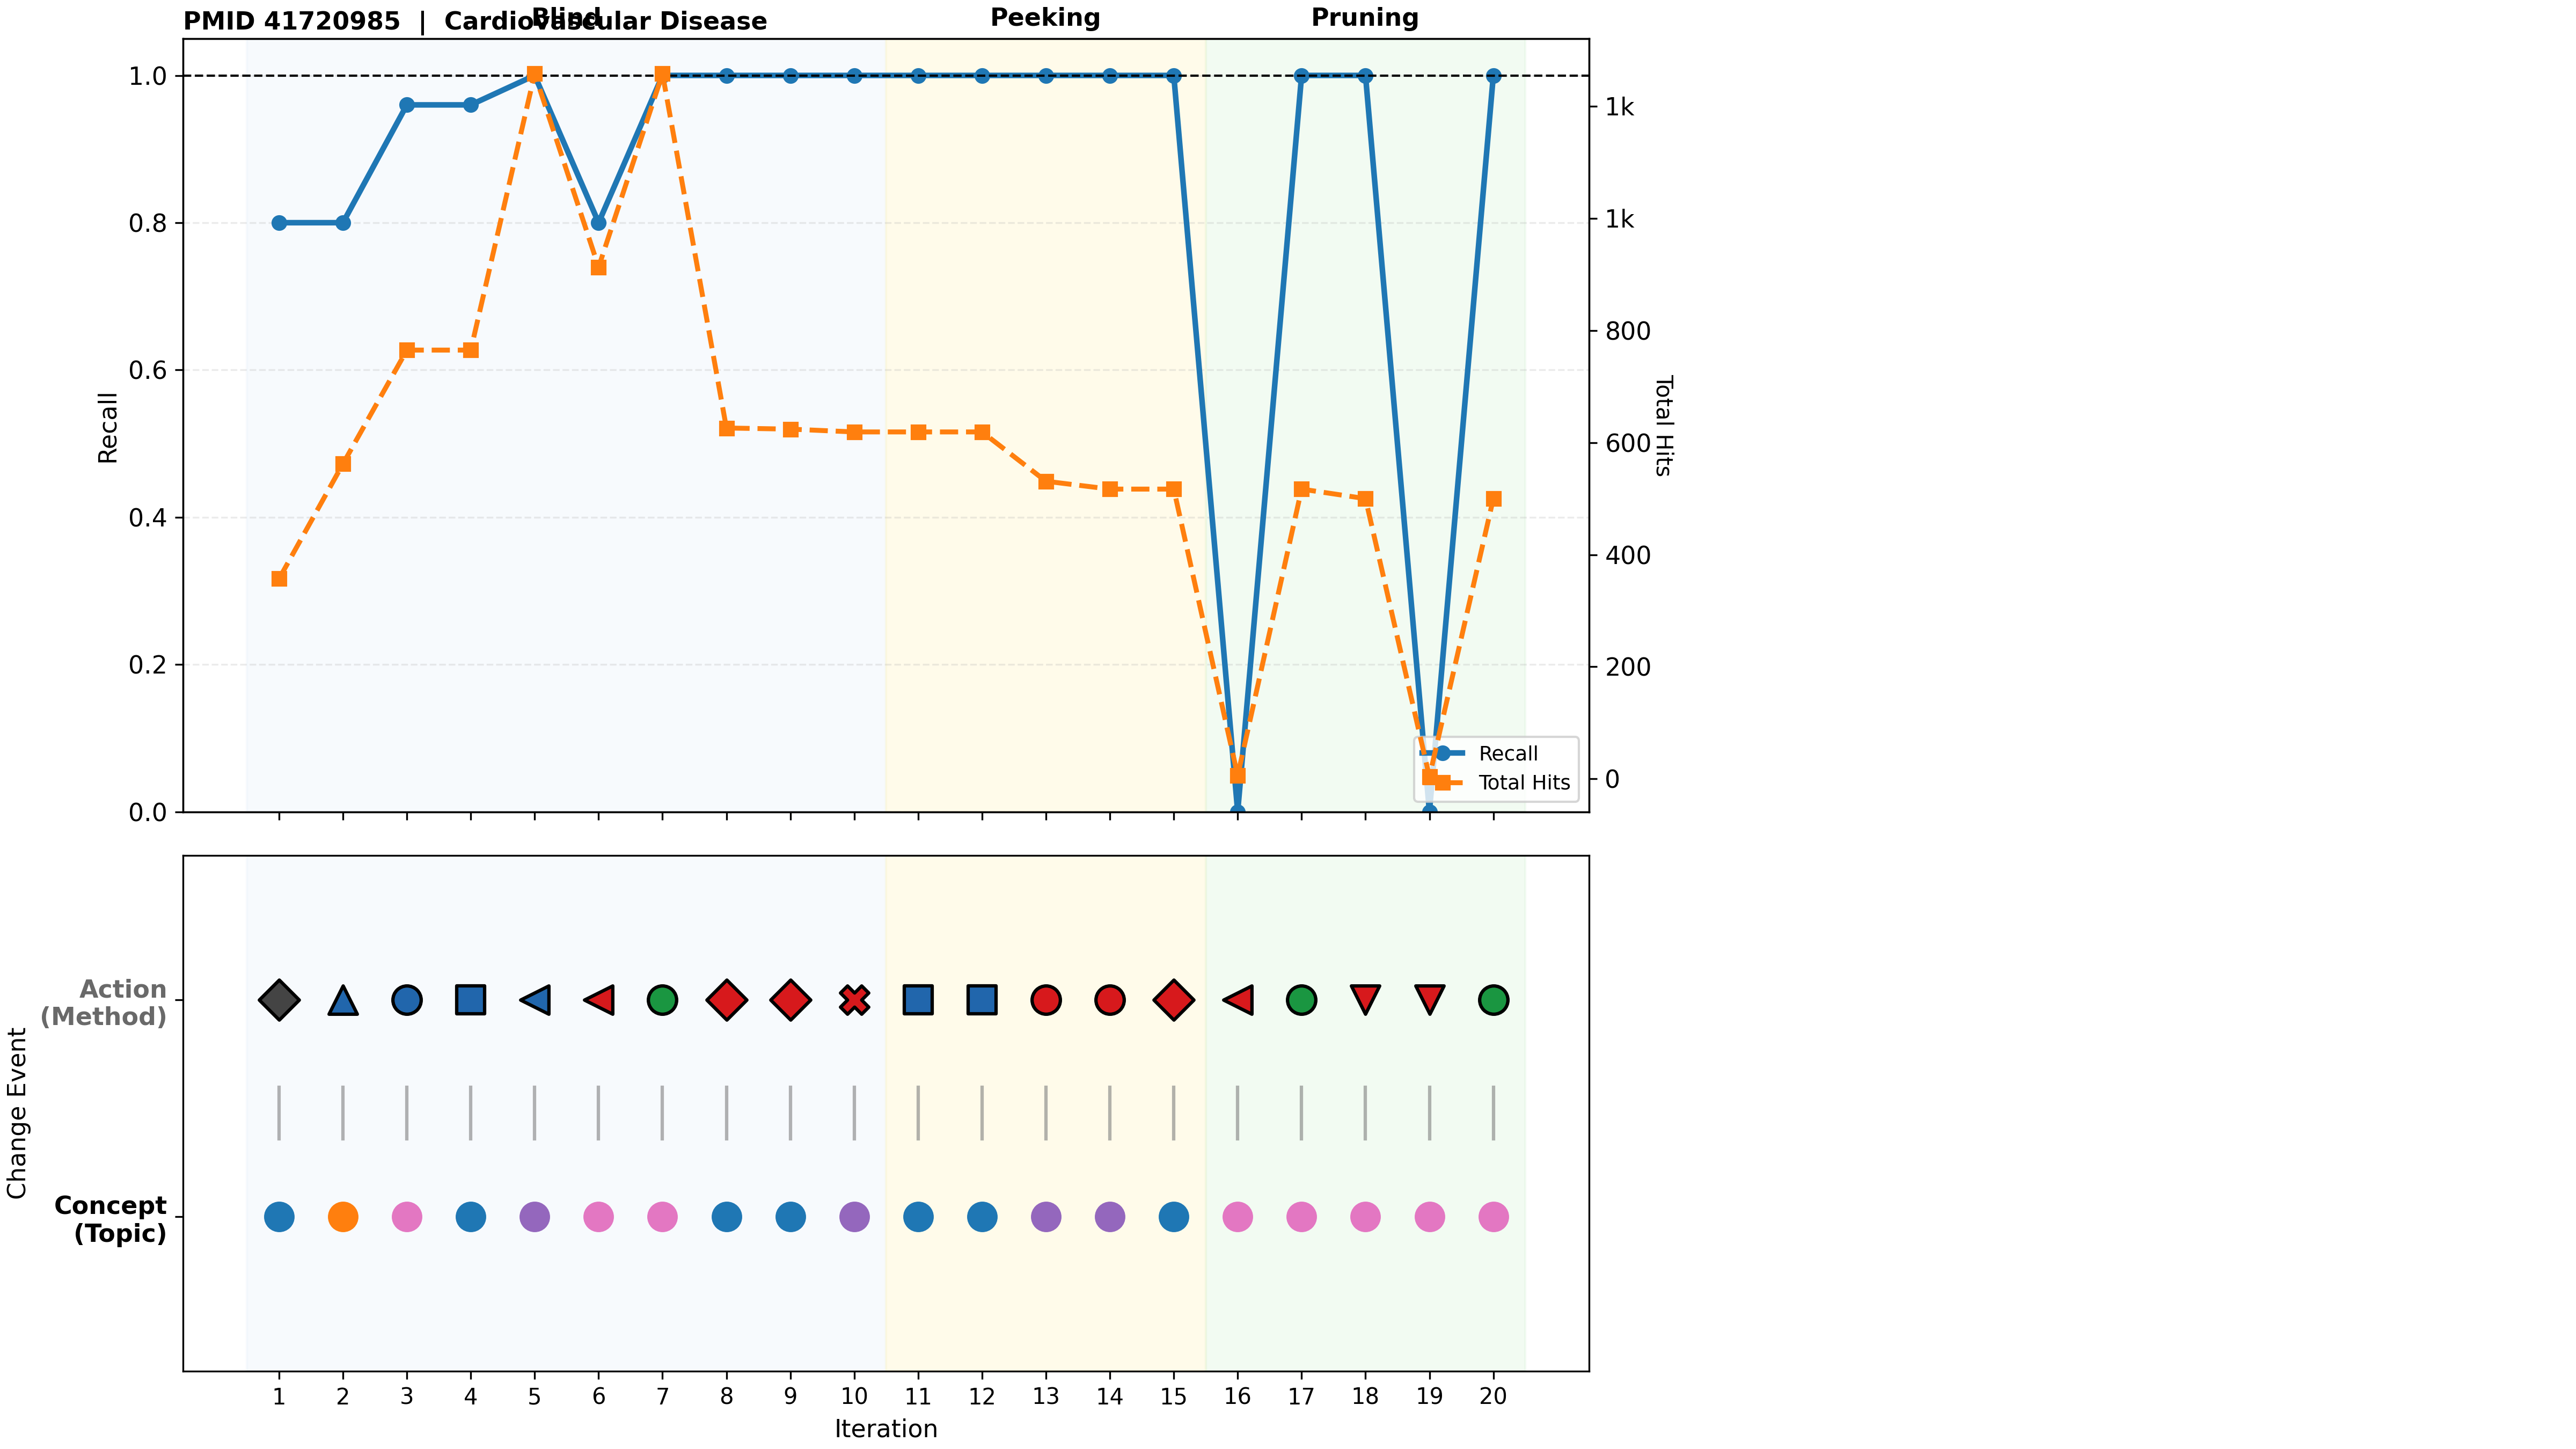 PMID 41720985 | Cardiovascular Disease
Blind
Peeking
Pruning
1.0
0.8
0.6
0.4
0.2
0.0
Recall
1k
1k
800
600
400
200
0
Total Hits
Recall
Total Hits
Action
(Method)
Concept
(Topic)
Change Event
1 2 3 4 5 6 7 8 9 10 11 12 13 14 15 16 17 18 19 20
Iteration